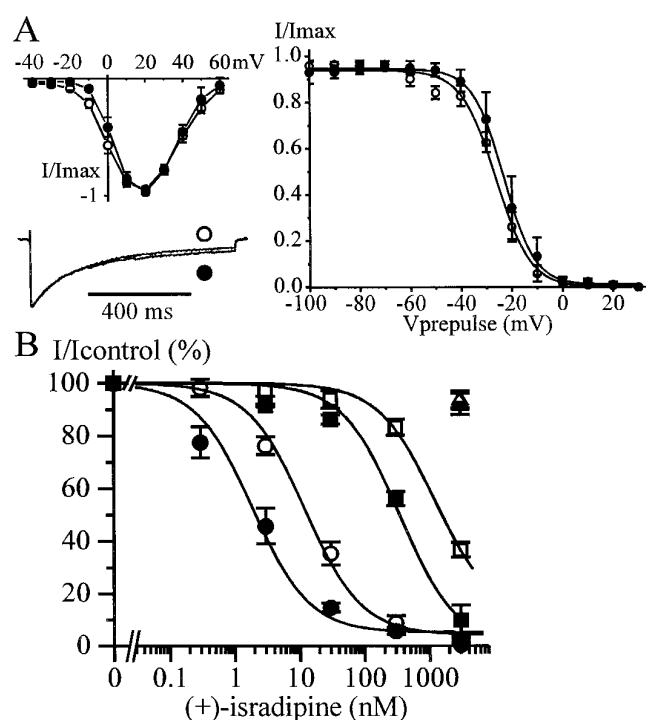 A
-40 -20 0 20 40 60 mV
I/Imax
-1
400 ms
I/Imax
1.0
0.8
0.6
0.4
0.2
0.0
-100 -80 -60 -40 -20 0 20
Vprepulse (mV)
B
I/Icontrol (%)
100
80
60
40
20
0
0 0.1 1 10 100 1000
(+)-isradipine (nM)